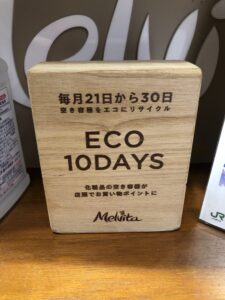 毎月21日から30日
空き容器をエコにリサイクル
ECO
10DAYS
化粧品の空き容器が
店頭でお買い物ポイントに
Melvita
JR